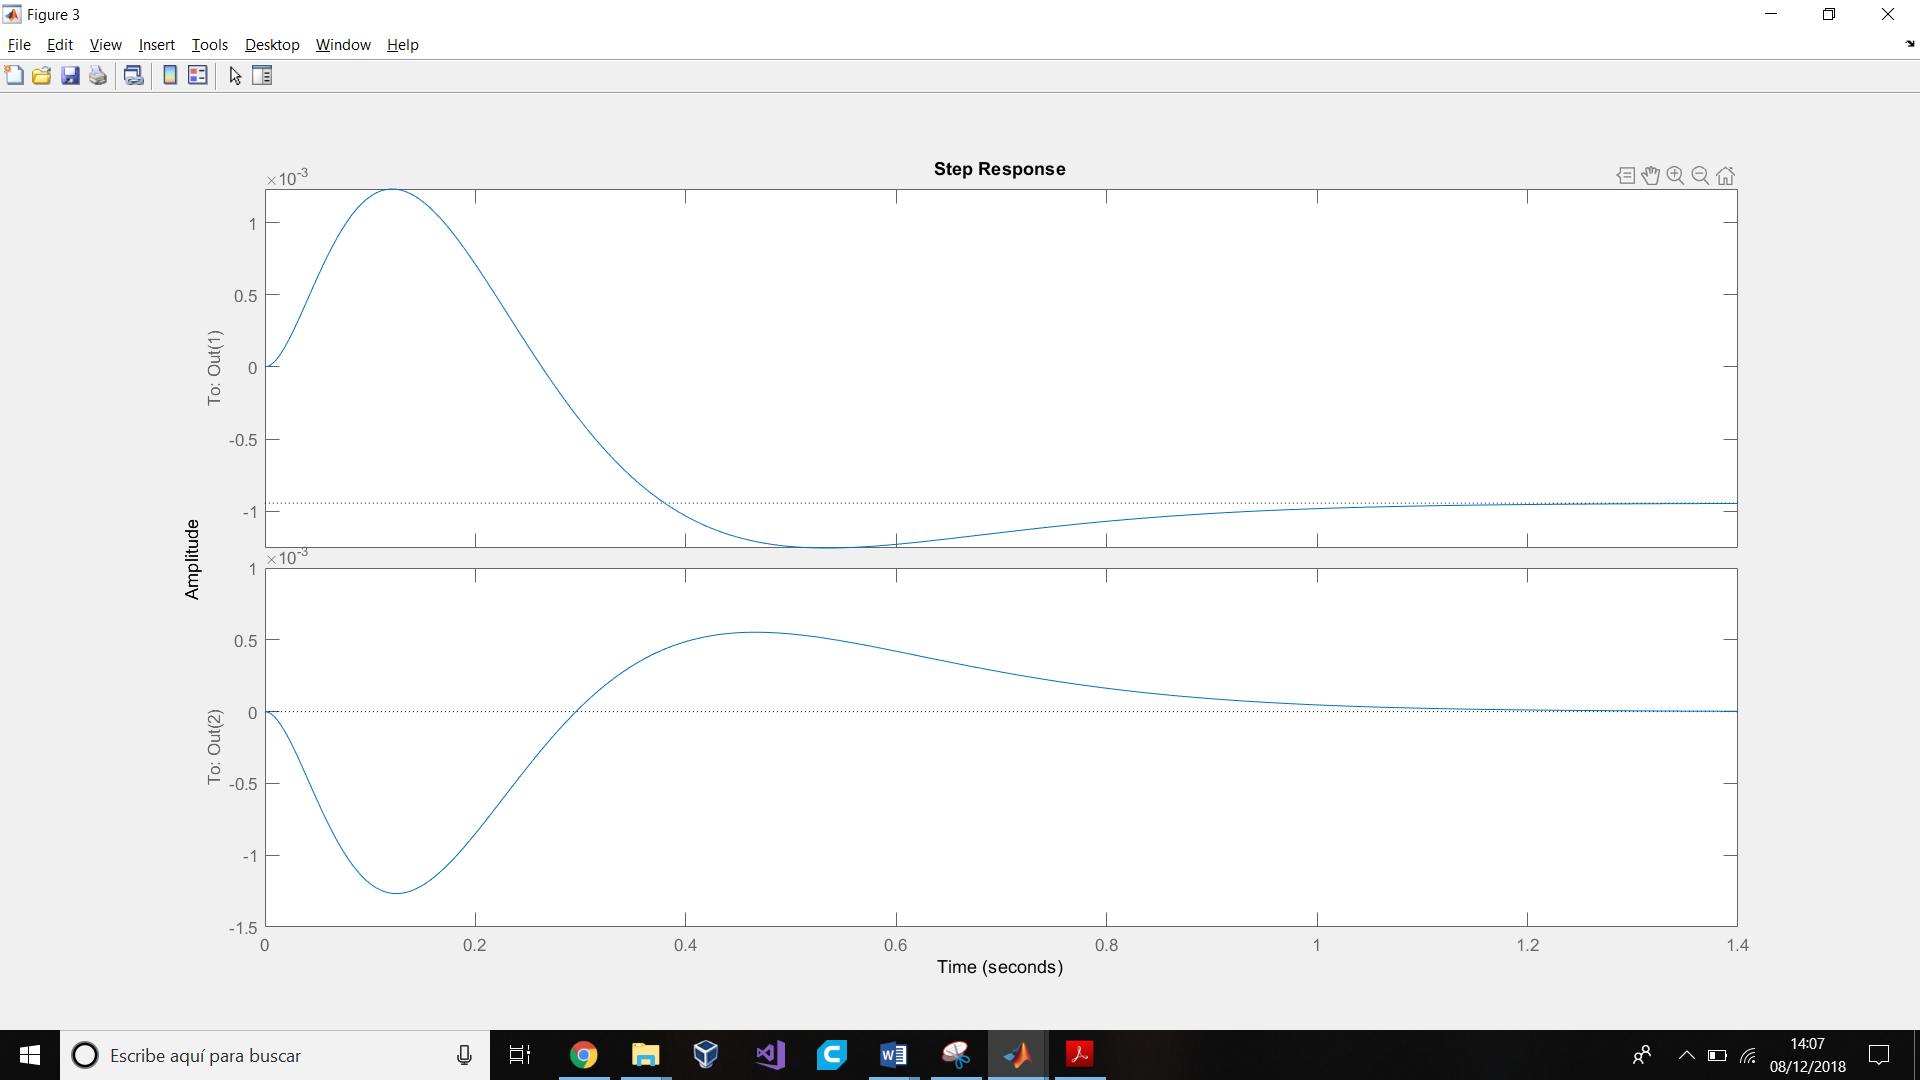 Figure 3
File Edit View Insert Tools Desktop Window Help
Step Response
×10-3
1
0.5
0
-0.5
-1
To: Out(1)
Amplitude
×10-3
1
0.5
0
-0.5
-1
-1.5
To: Out(2)
0 0.2 0.4 0.6 0.8 1 1.2 1.4
Time (seconds)
Escribe aquí para buscar
14:07
08/12/2018